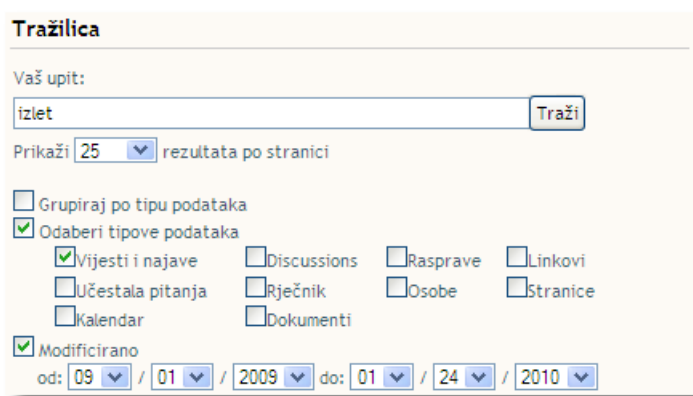 Tražilica
Vaš upit:
izlet Traži
Prikaži 25 rezultata po stranici
Grupiraj po tipu podataka
Odaberi tipove podataka
Vijesti i najave Discussions Rasprave Linkovi
Učestala pitanja Rječnik Osobe Stranice
Kalendar Dokumenti
Modificirano
od: 09 / 01 / 2009 do: 01 / 24 / 2010